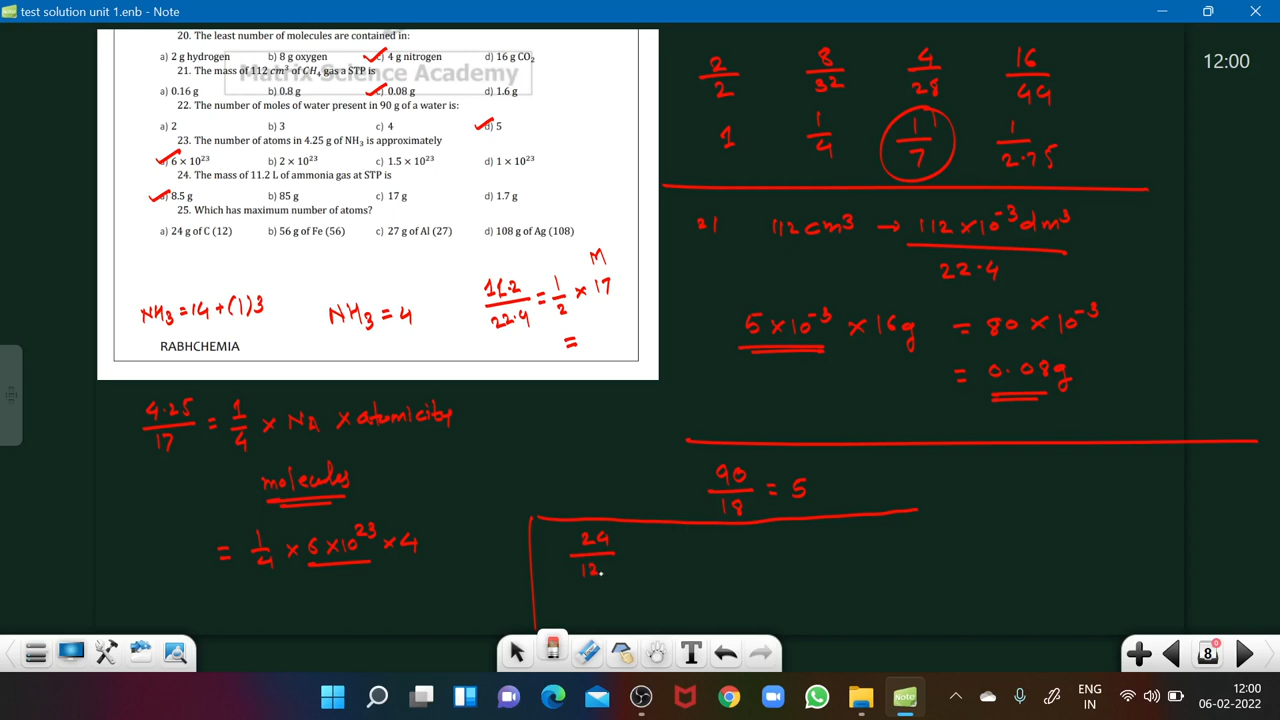 test solution unit 1.enb - Note
20. The least number of molecules are contained in:
a) 2 g hydrogen b) 8 g oxygen c) 4 g nitrogen d) 16 g CO₂
Matrix Science Academy
21. The mass of 112 cm³ of CH₄ gas a STP is
a) 0.16 g b) 0.8 g c) 0.08 g d) 1.6 g
22. The number of moles of water present in 90 g of a water is:
a) 2 b) 3 c) 4 d) 5
23. The number of atoms in 4.25 g of NH₃ is approximately
a) 6 × 10²³ b) 2 × 10²³ c) 1.5 × 10²³ d) 1 × 10²³
24. The mass of 11.2 L of ammonia gas at STP is
a) 8.5 g b) 85 g c) 17 g d) 1.7 g
25. Which has maximum number of atoms?
a) 24 g of C (12) b) 56 g of Fe (56) c) 27 g of Al (27) d) 108 g of Ag (108)
M
NH₃ = 14 + (1)3 NH₃ = 4 11.2/22.4 = 1/2 × 17
=
RABHCHEMIA
4.25/17 = 1/4 × NA × atomicity
molecules
= 1/4 × 6×10²³ × 4
2/2 8/32 4/28 16/44
1 1/4 1/7 1/2.75
12:00
21 112cm³ → 112×10⁻³dm³/22.4
5×10⁻³ × 16g = 80×10⁻³
= 0.08g
90/18 = 5
24/12
8
ENG
IN
12:00
06-02-2022